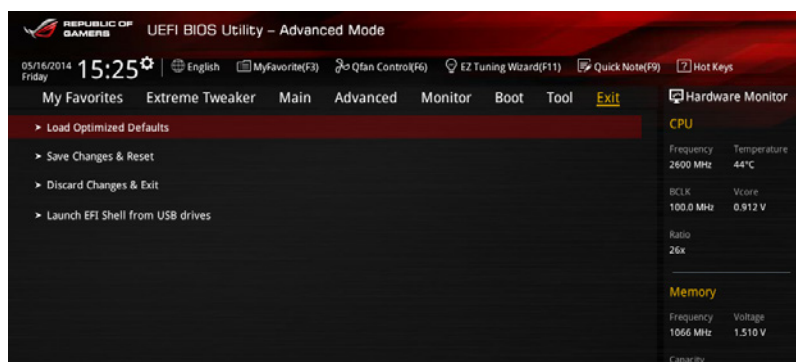 REPUBLIC OF
GAMERS
UEFI BIOS Utility – Advanced Mode
05/16/2014
Friday
15:25
English
MyFavorite(F3)
Qfan Control(F6)
EZ Tuning Wizard(F11)
Quick Note(F9)
? Hot Keys
My Favorites
Extreme Tweaker
Main
Advanced
Monitor
Boot
Tool
Exit
Hardware Monitor
> Load Optimized Defaults
> Save Changes & Reset
> Discard Changes & Exit
> Launch EFI Shell from USB drives
CPU
Frequency Temperature
2600 MHz 44°C
BCLK Vcore
100.0 MHz 0.912 V
Ratio
26x
Memory
Frequency Voltage
1066 MHz 1.510 V
Capacity